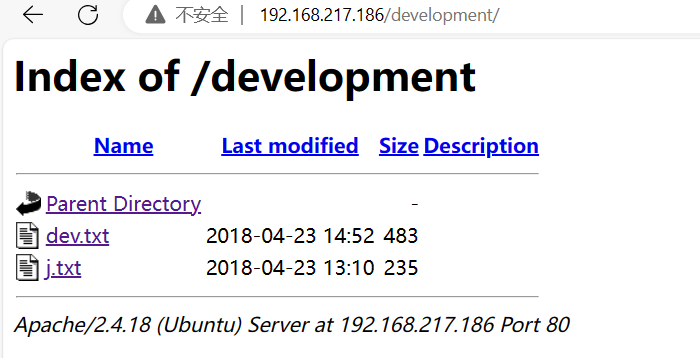 不安全 | 192.168.217.186/development/
Index of /development
Name Last modified Size Description
Parent Directory -
dev.txt 2018-04-23 14:52 483
j.txt 2018-04-23 13:10 235
Apache/2.4.18 (Ubuntu) Server at 192.168.217.186 Port 80